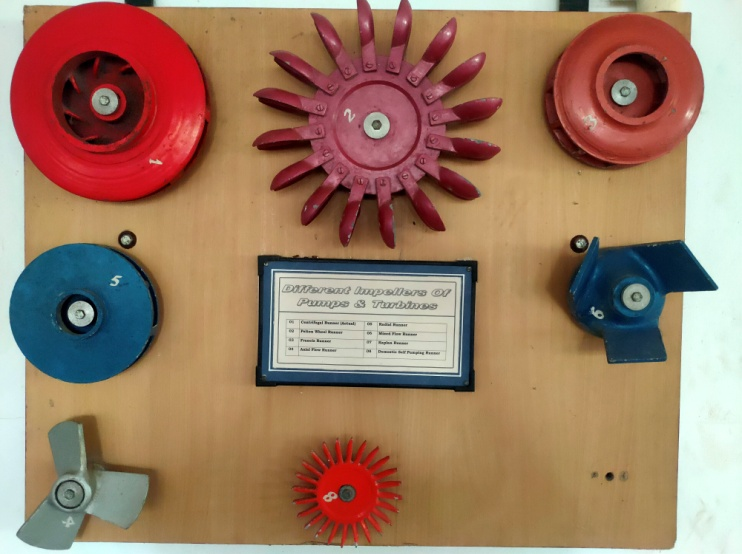 1
2
3
Different Impellers Of
Pumps & Turbines
01 Centrifugal Runner (Actual) 05 Radial Runner
02 Pelton Wheel Runner 06 Mixed Flow Runner
03 Francis Runner 07 Kaplan Runner
04 Axial Flow Runner 08 Domestic Self Pumping Runner
5
6
4
8